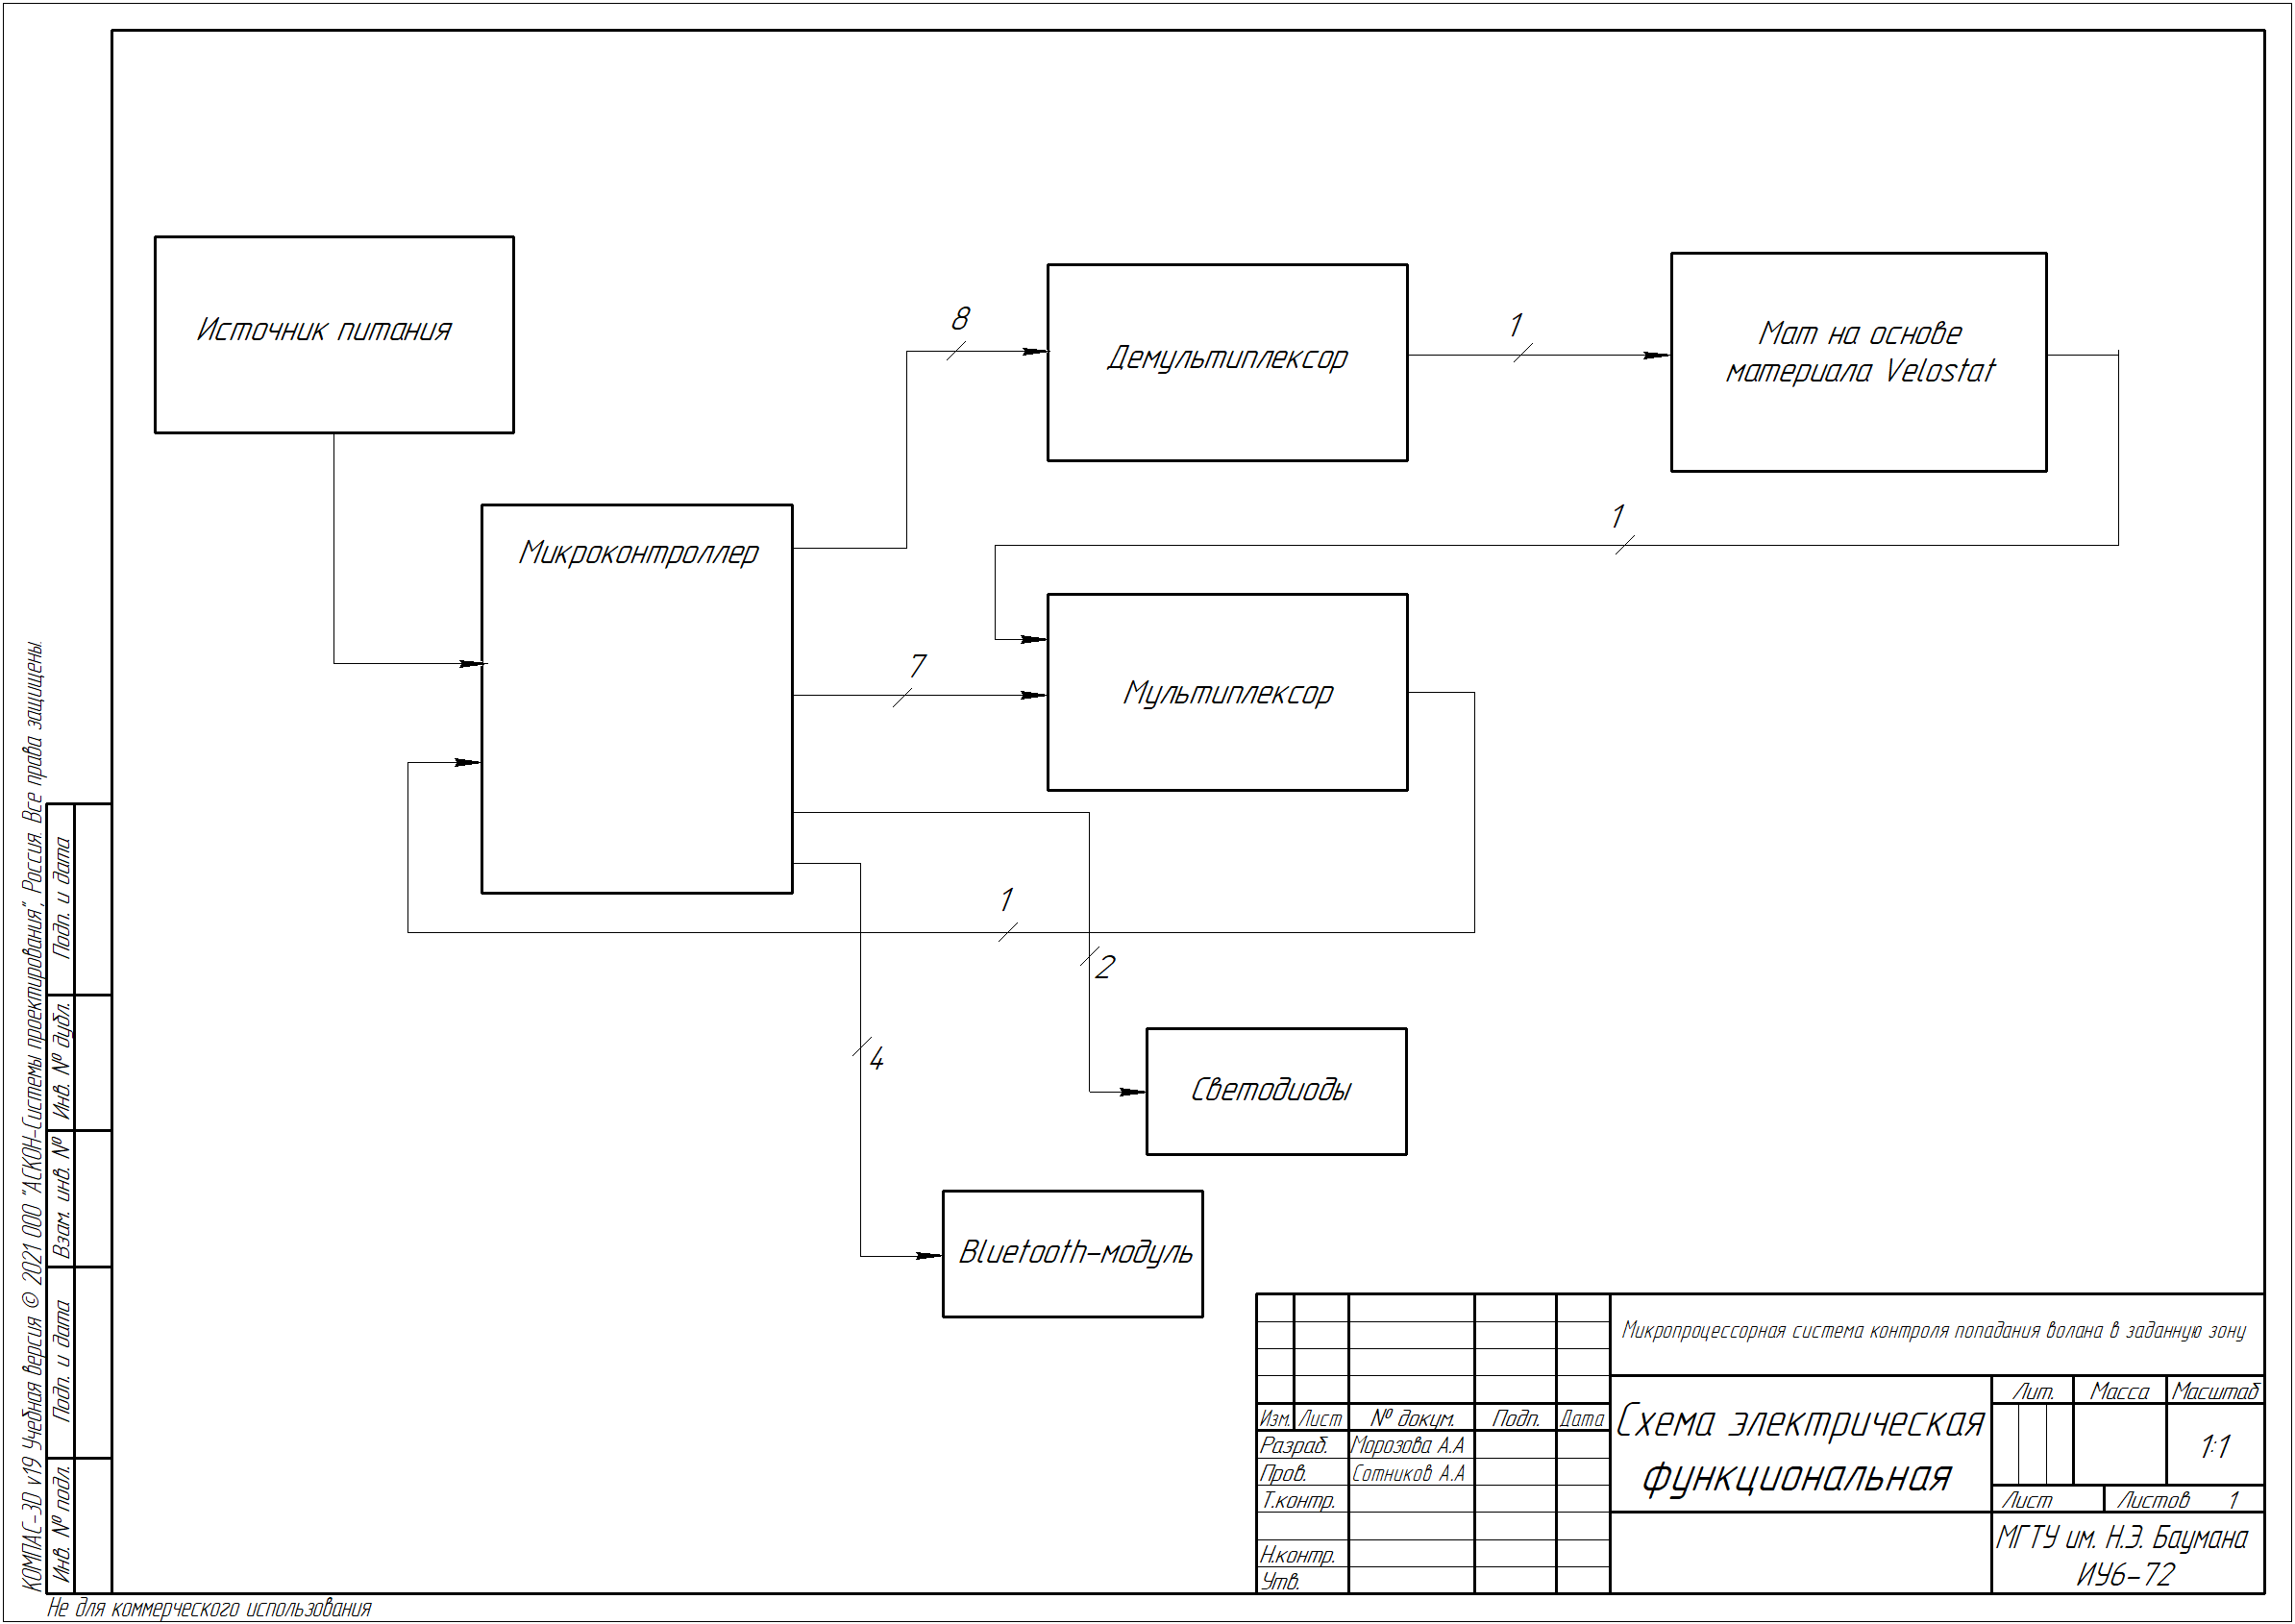 Источник питания
8
Демультиплексор
1
Мат на основе
материала Velostat
1
Микроконтроллер
7
Мультиплексор
1
2
4
Светодиоды
Bluetooth-модуль
КОМПАС-3D v19 Учебная версия © 2021 ООО "АСКОН-Системы проектирования", Россия. Все права защищены.
Подп. и дата
Инв. № дубл.
Взам. инв. №
Подп. и дата
Инв. № подл.
Микропроцессорная система контроля попадания волана в заданную зону
Изм. Лист № докум. Подп. Дата
Разраб. Морозова А.А
Пров. Сотников А.А
Т.контр.
Н.контр.
Утв.
Схема электрическая
функциональная
Лит. Масса Масштаб
1:1
Лист Листов 1
МГТУ им. Н.Э. Баумана
ИУ6-72
Не для коммерческого использования